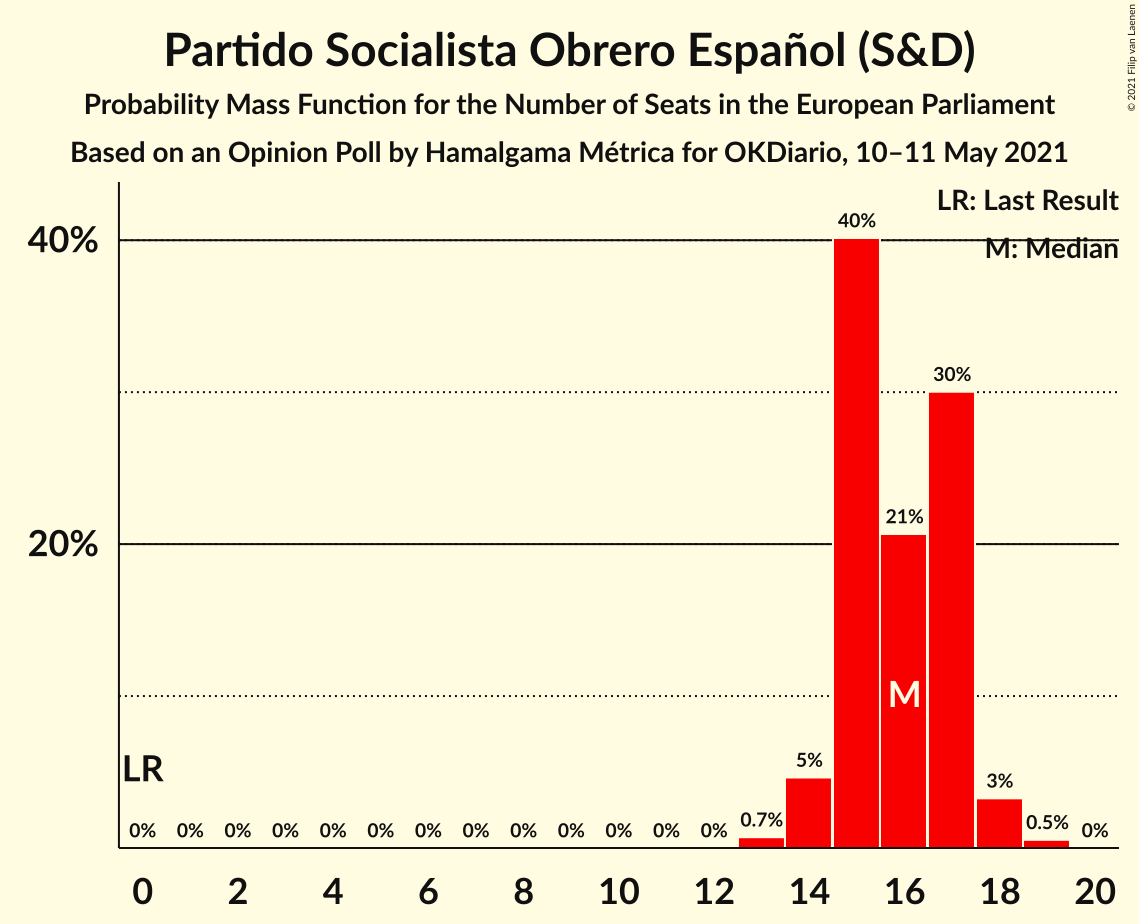 Partido Socialista Obrero Español (S&D)
Probability Mass Function for the Number of Seats in the European Parliament
Based on an Opinion Poll by Hamalgama Métrica for OKDiario, 10–11 May 2021
© 2021 Filip van Laenen
LR: Last Result
M: Median
40%
20%
40%
30%
21%
M
LR
5%
3%
0% 0% 0% 0% 0% 0% 0% 0% 0% 0% 0% 0% 0% 0.7% 0.5% 0%
0 2 4 6 8 10 12 14 16 18 20